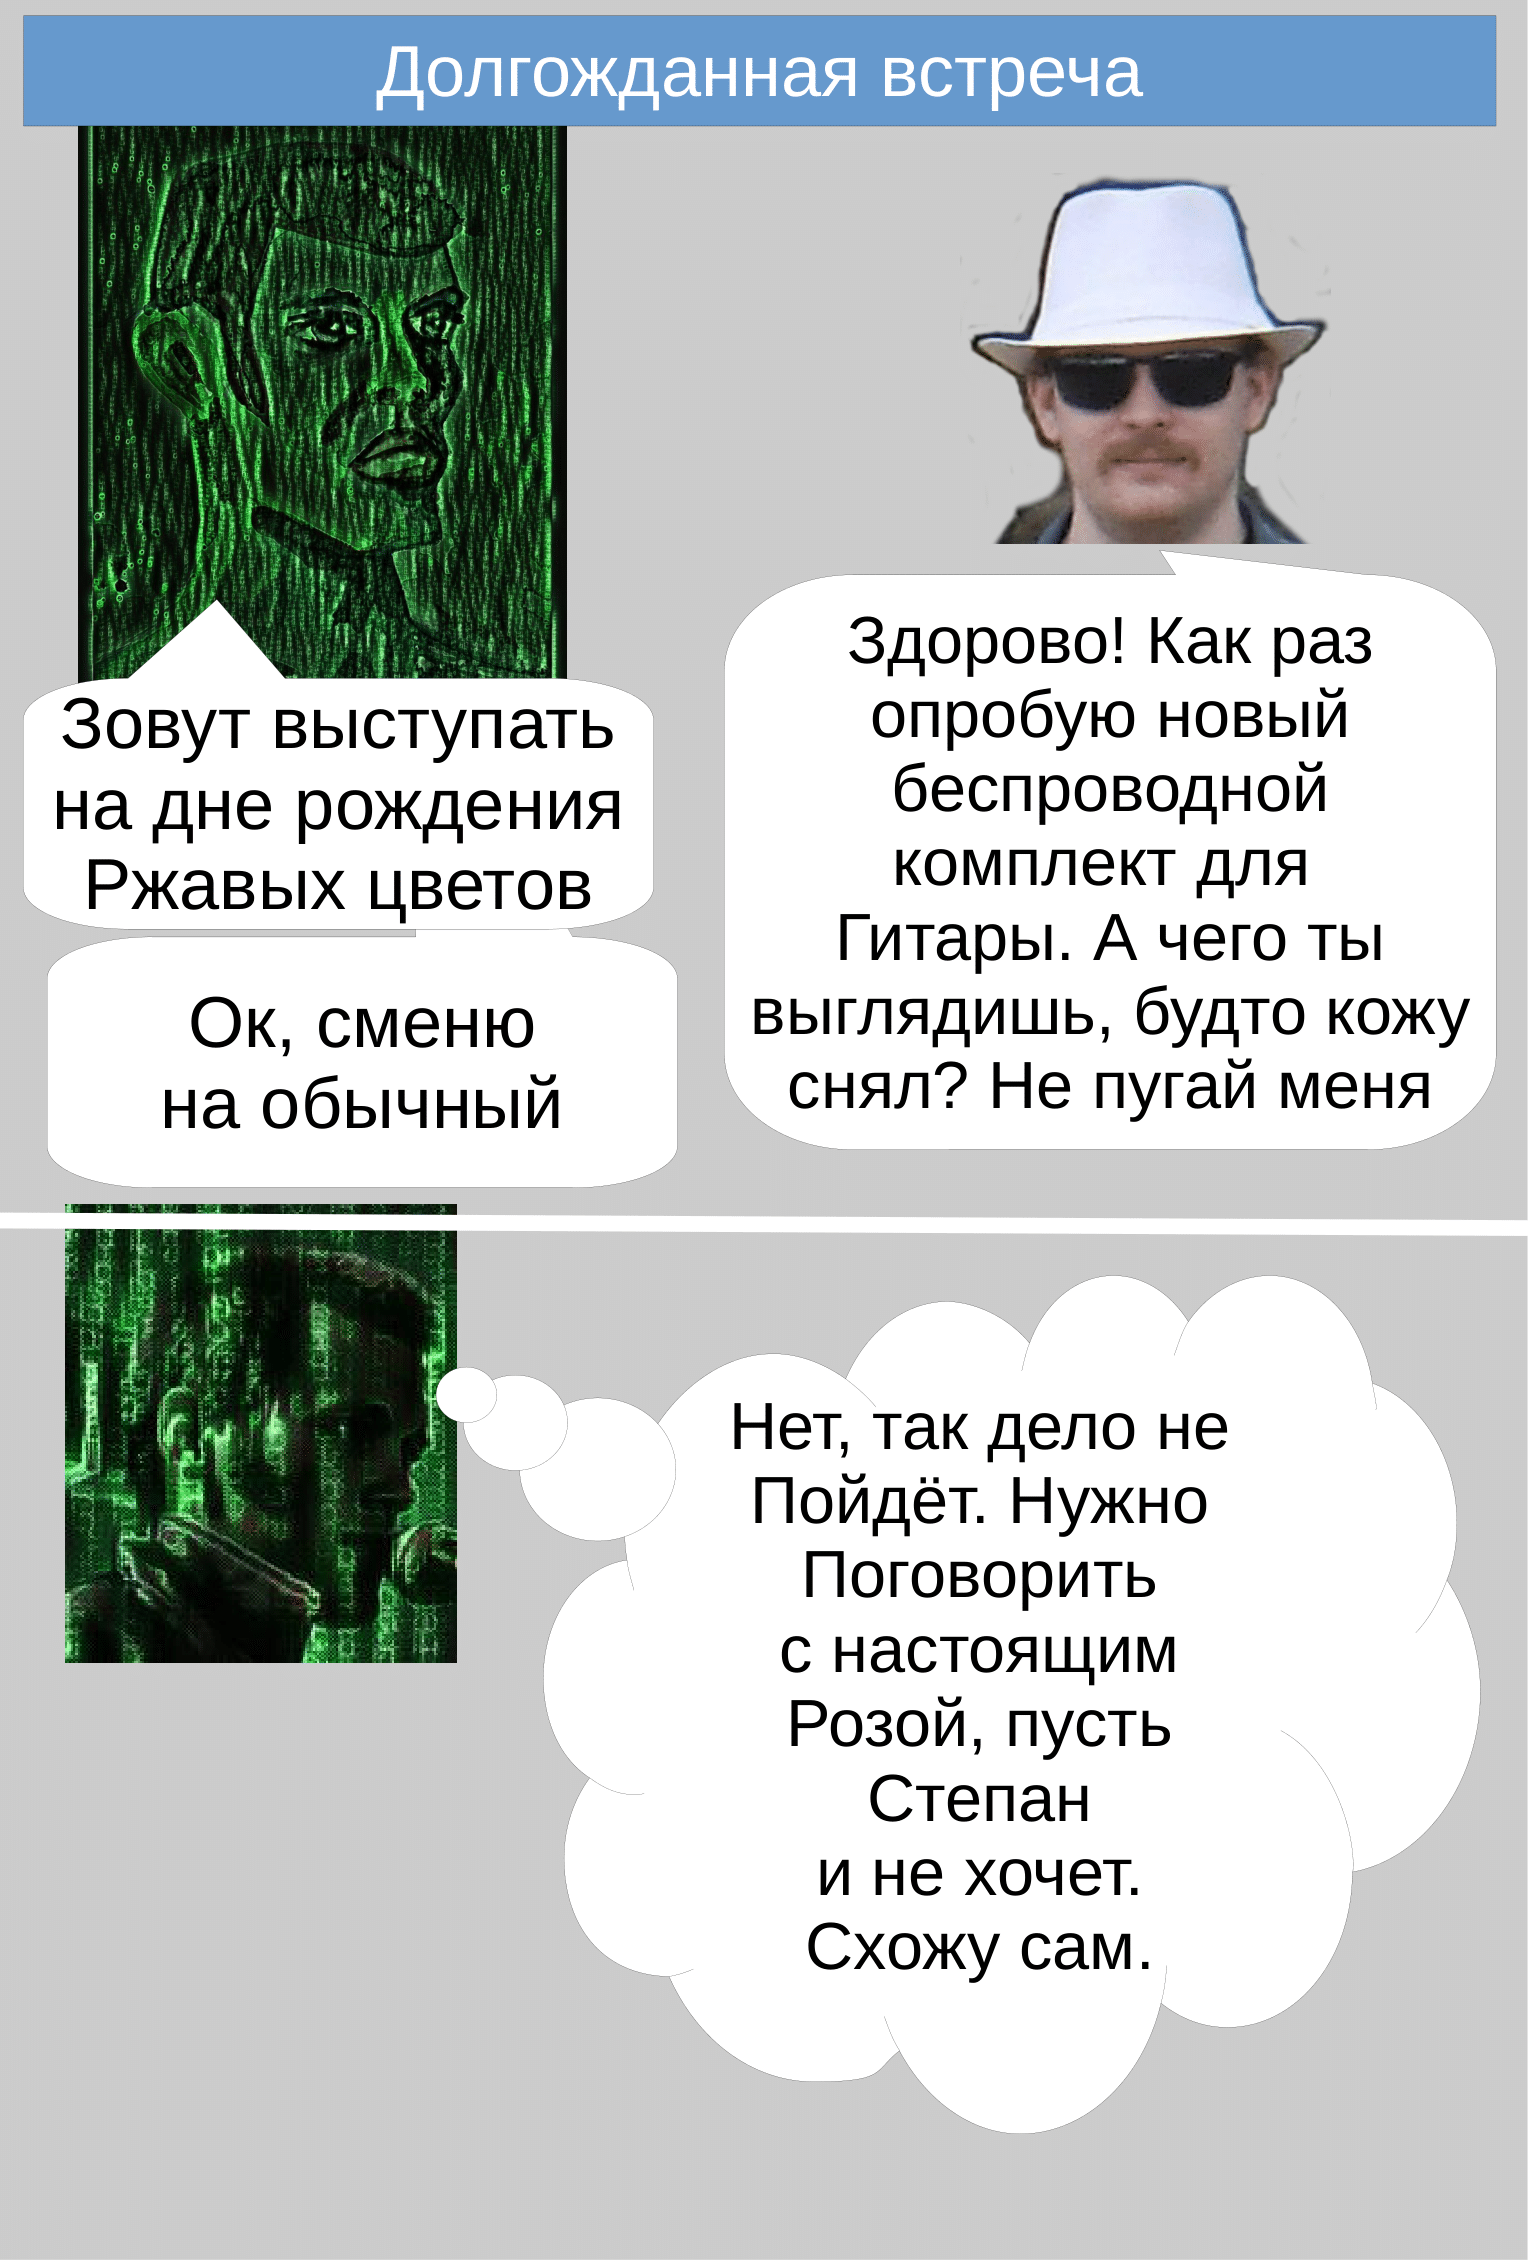 Долгожданная встреча
Зовут выступать
на дне рождения
Ржавых цветов
Здорово! Как раз
опробую новый
беспроводной
комплект для
Гитары. А чего ты
выглядишь, будто кожу
снял? Не пугай меня
Ок, сменю
на обычный
Нет, так дело не
Пойдёт. Нужно
Поговорить
с настоящим
Розой, пусть
Степан
и не хочет.
Схожу сам.